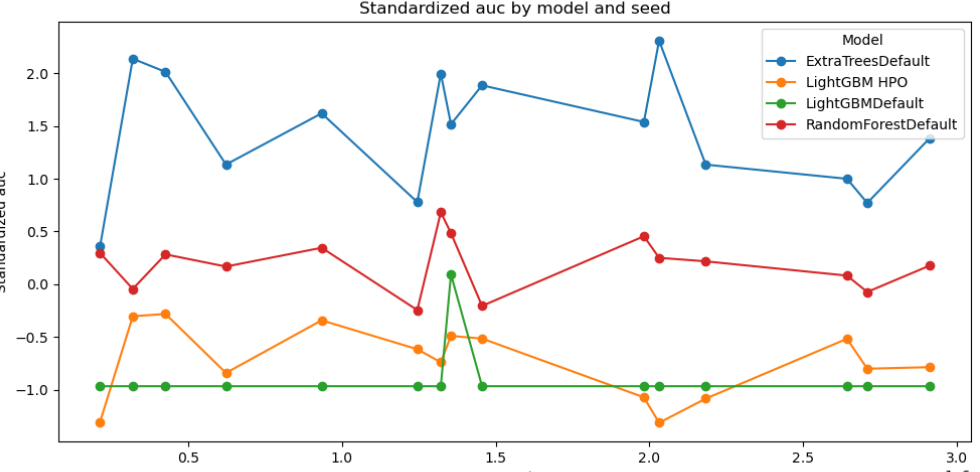 Standardized auc by model and seed
Model
ExtraTreesDefault
LightGBM HPO
LightGBMDefault
RandomForestDefault
Standardized auc
2.0
1.5
1.0
0.5
0.0
−0.5
−1.0
0.5
1.0
1.5
2.0
2.5
3.0